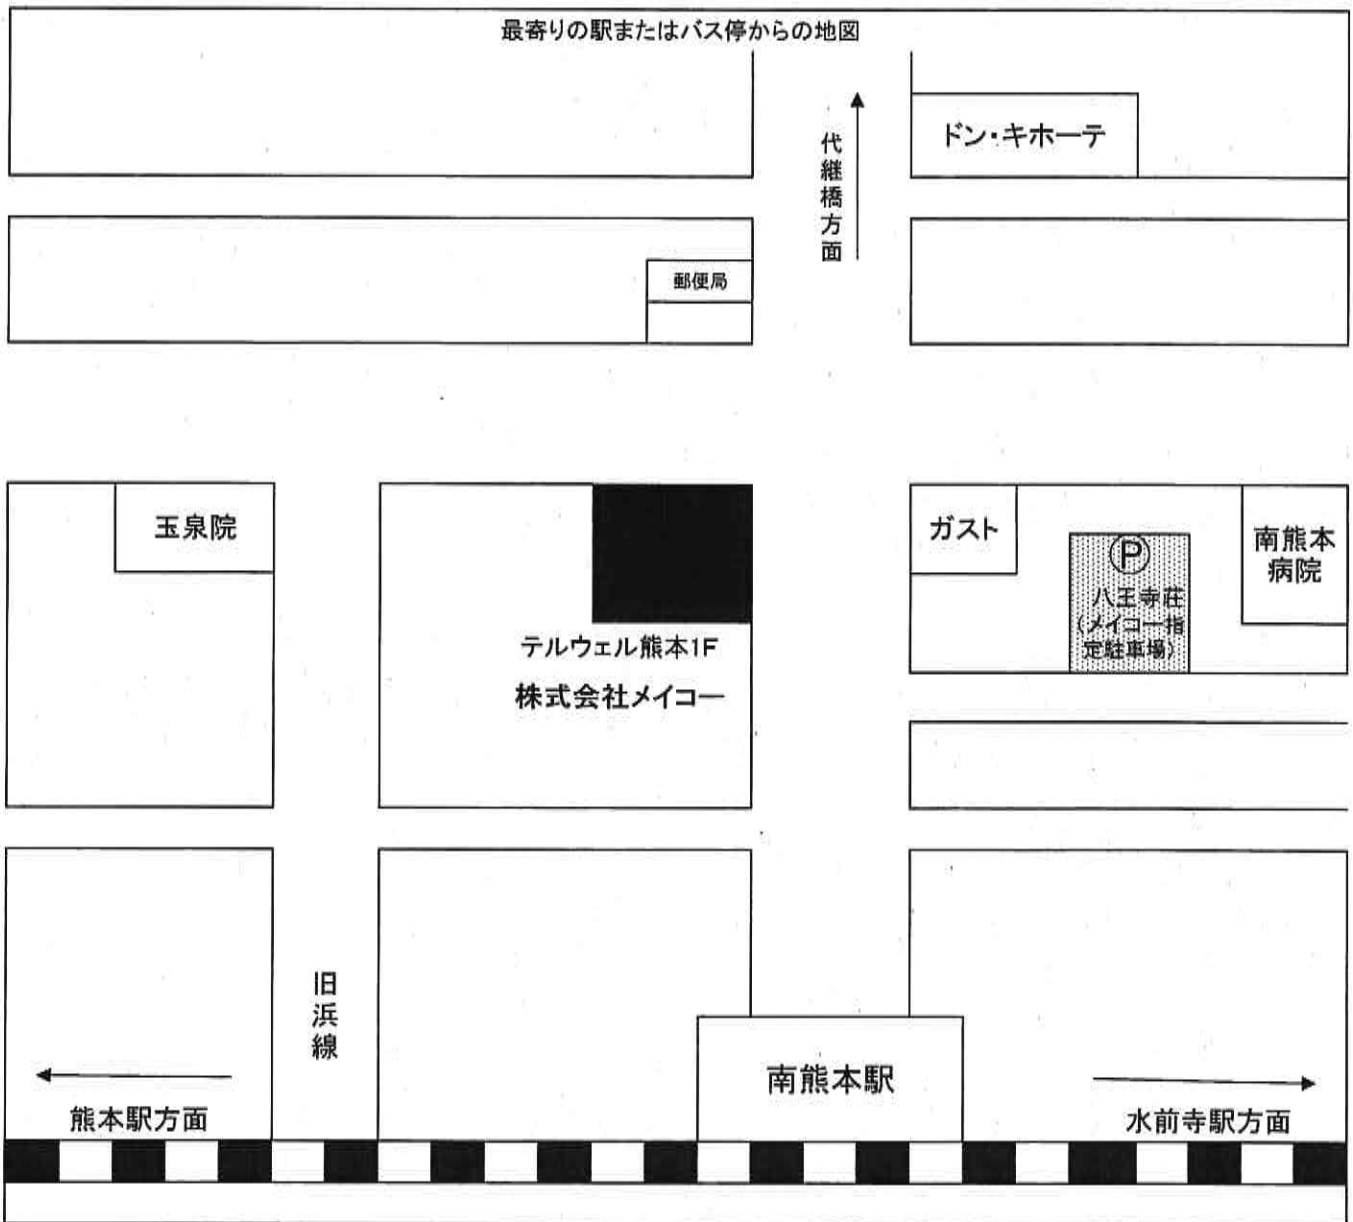 最寄りの駅またはバス停からの地図
代継橋方面
ドン・キホーテ
郵便局
玉泉院
テルウェル熊本1F
株式会社メイコー
ガスト
P
八王寺荘
(メイコー指
定駐車場)
南熊本
病院
旧浜線
南熊本駅
熊本駅方面
水前寺駅方面